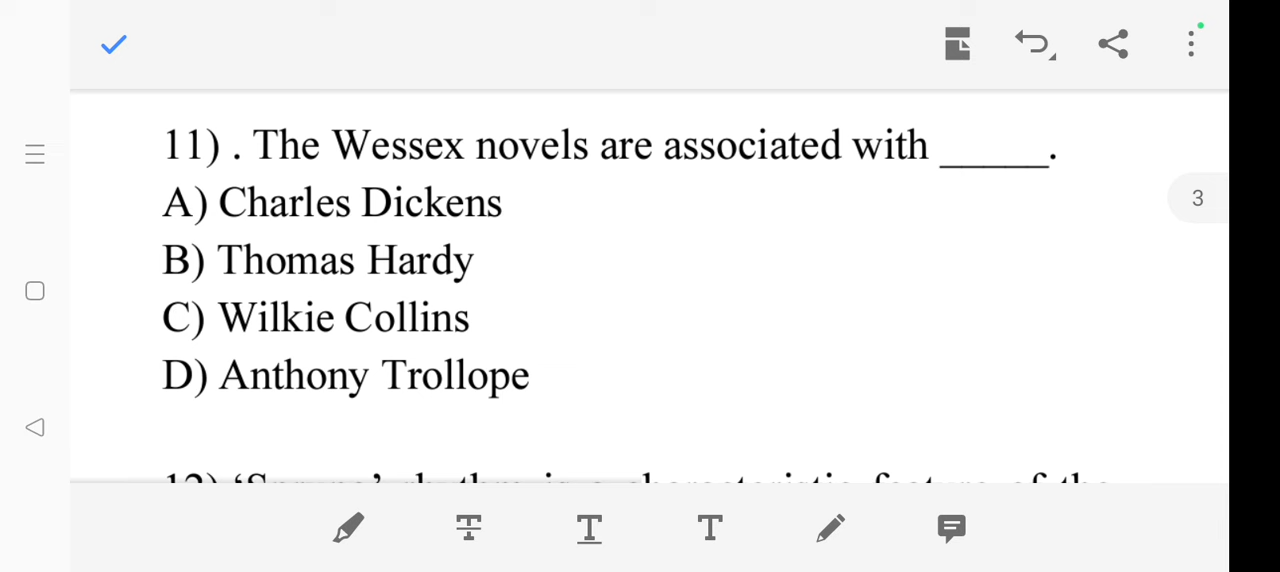 11) . The Wessex novels are associated with _____.
3
A) Charles Dickens
B) Thomas Hardy
C) Wilkie Collins
D) Anthony Trollope